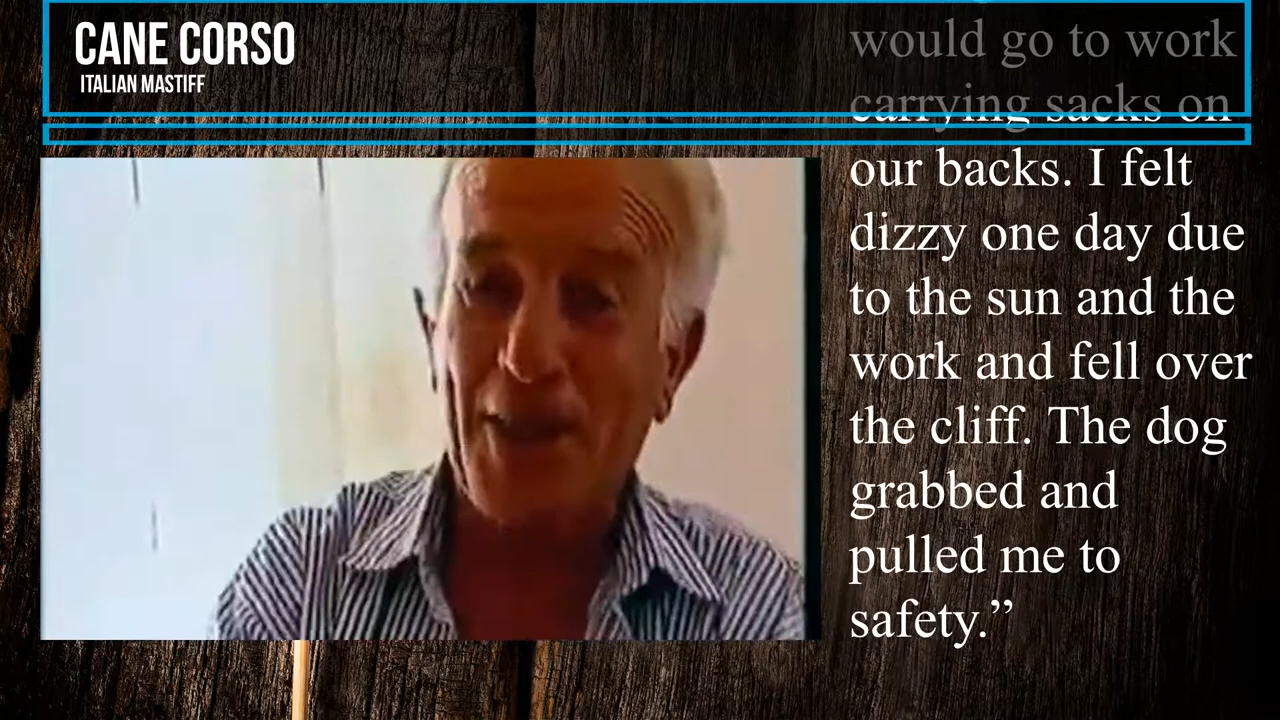 CANE CORSO
ITALIAN MASTIFF
would go to work
carrying sacks on
our backs. I felt
dizzy one day due
to the sun and the
work and fell over
the cliff. The dog
grabbed and
pulled me to
safety.”